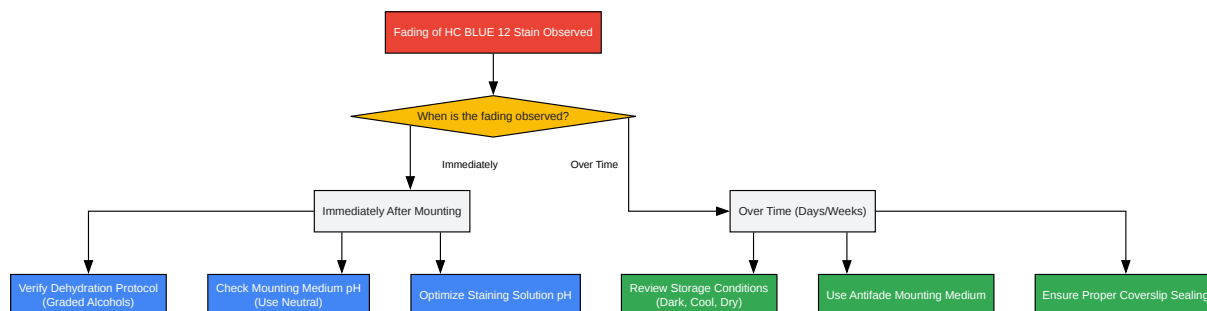 Fading of HC BLUE 12 Stain Observed
When is the fading observed?
Immediately
Over Time
Immediately After Mounting
Over Time (Days/Weeks)
Verify Dehydration Protocol
(Graded Alcohols)
Check Mounting Medium pH
(Use Neutral)
Optimize Staining Solution pH
Review Storage Conditions
(Dark, Cool, Dry)
Use Antifade Mounting Medium
Ensure Proper Coverslip Sealing